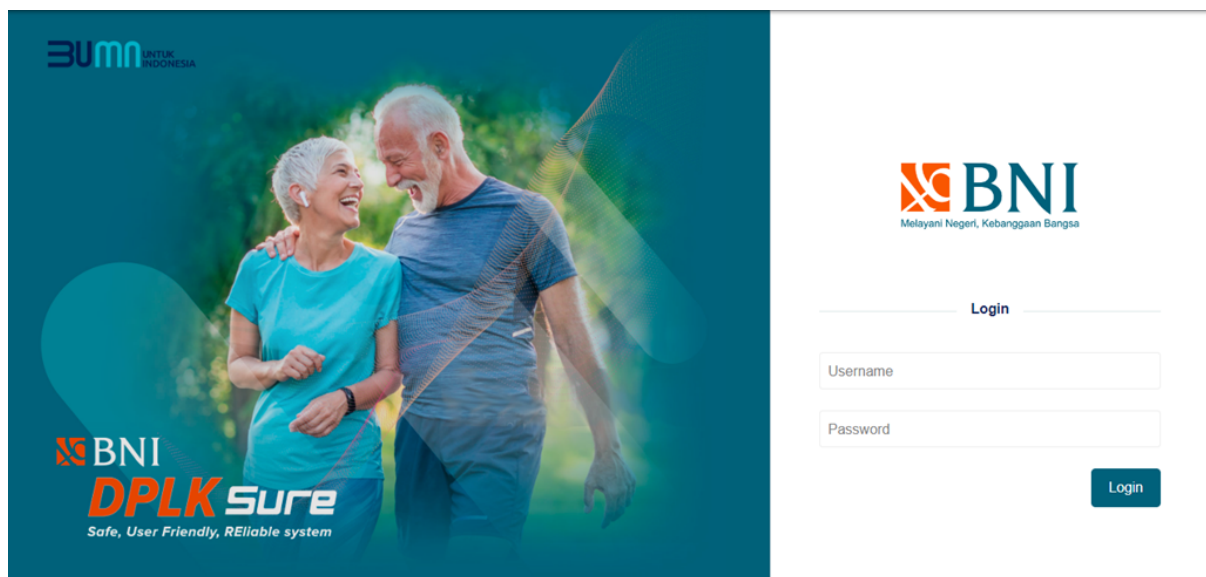 BUMN UNTUK
INDONESIA
BNI
DPLK Sure
Safe, User Friendly, REliable system
BNI
Melayani Negeri, Kebanggaan Bangsa
Login
Username
Password
Login